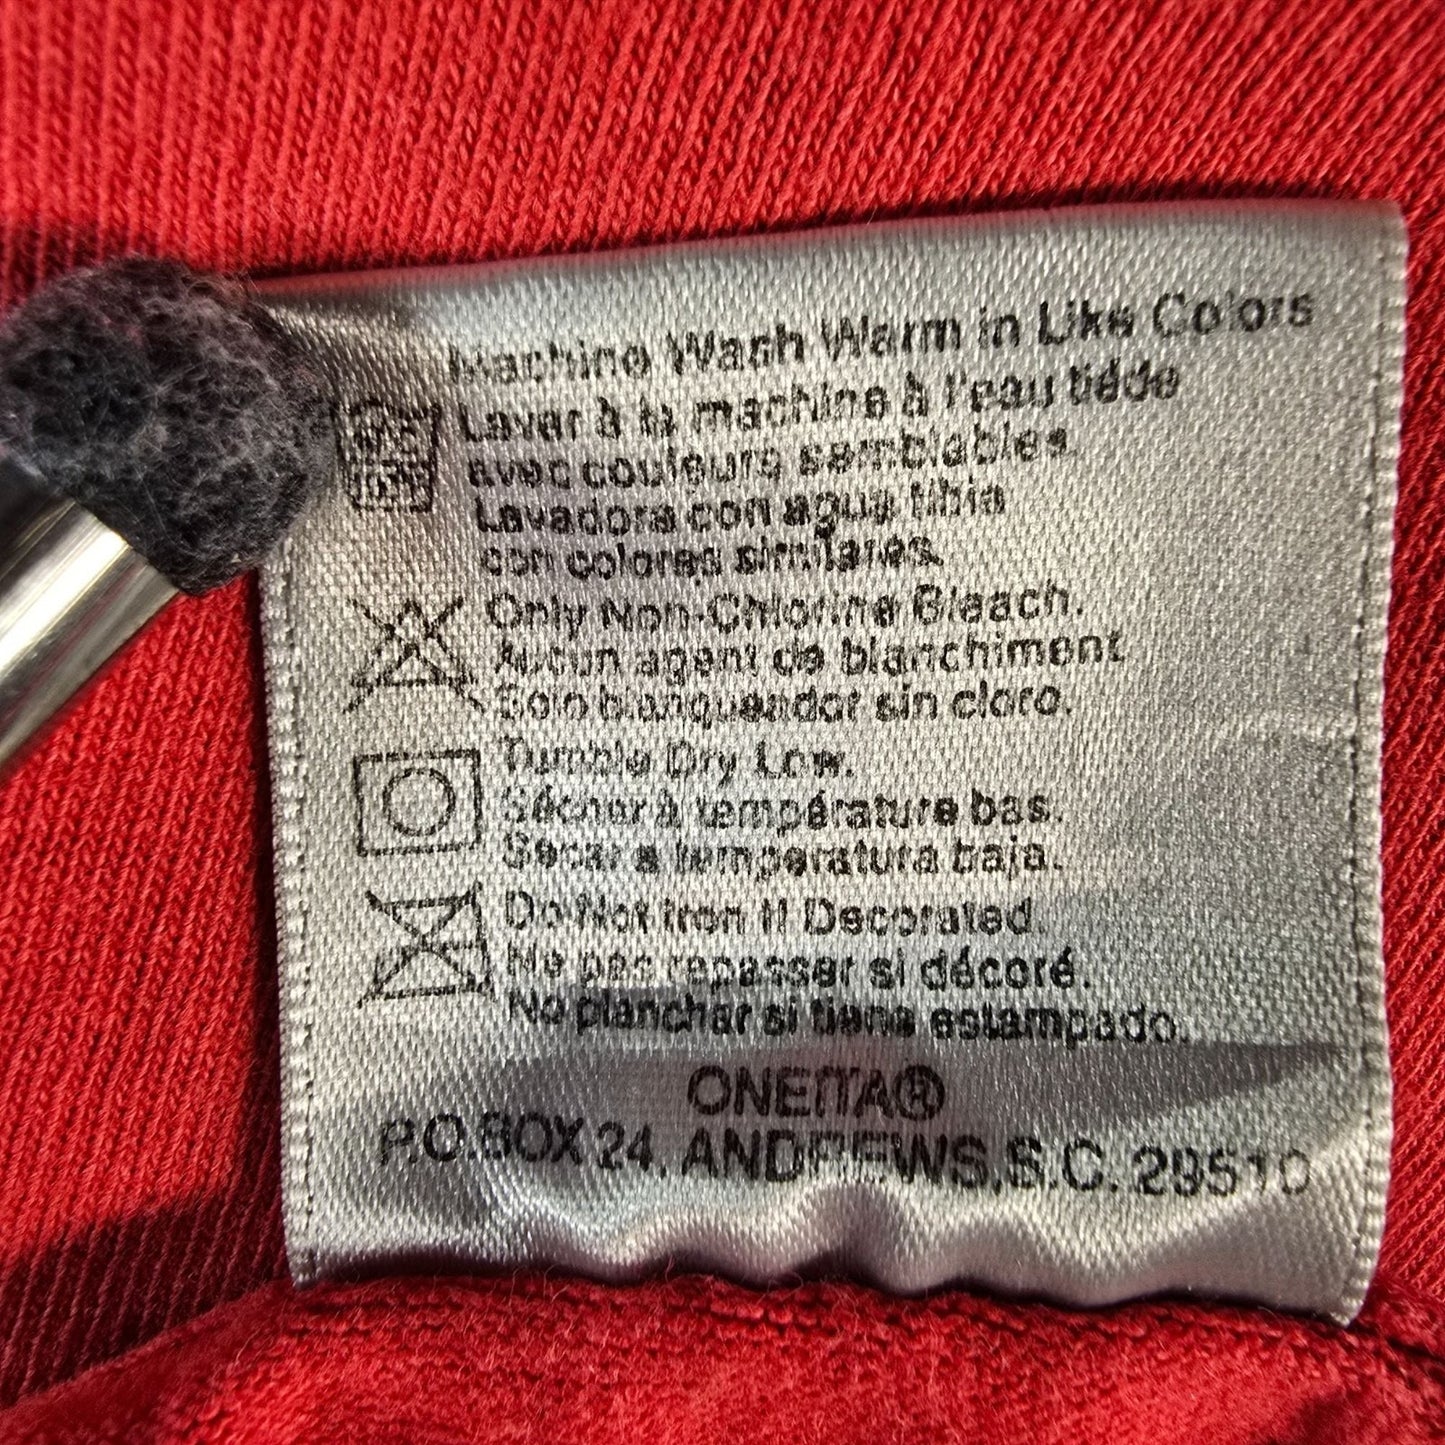 Machine Wash Warm in Like Colors
Laver à la machine à l'eau tiéde
avec couleurs semblables.
Lavadora con agua tibia
con colores similares.
Only Non-Chlorine Bleach.
Aucun agent de blanchiment
Solo blanqueador sin cloro.
Tumble Dry Low.
Sécher à température bas.
Secar a temperatura baja.
Do Not Iron If Decorated.
Ne pas repasser si décoré.
No planchar si tiene estampado.
ONEITA®
P.O.BOX 24, ANDREWS,S.C. 29510